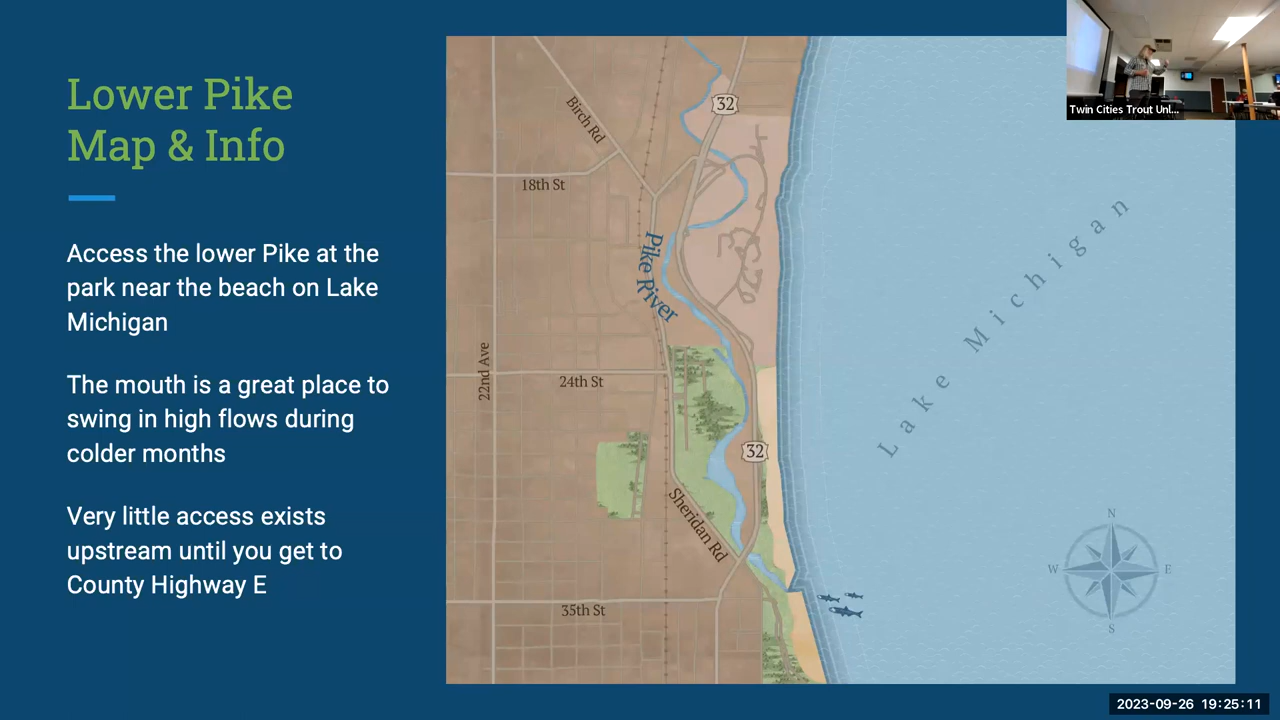 Lower Pike
Map & Info
Access the lower Pike at the
park near the beach on Lake
Michigan
The mouth is a great place to
swing in high flows during
colder months
Very little access exists
upstream until you get to
County Highway E
32
Birch Rd
18th St
Pike River
22nd Ave
24th St
32
Sheridan Rd
35th St
Lake Michigan
N
W
E
S
Twin Cities Trout Unl...
2023-09-26 19:25:11